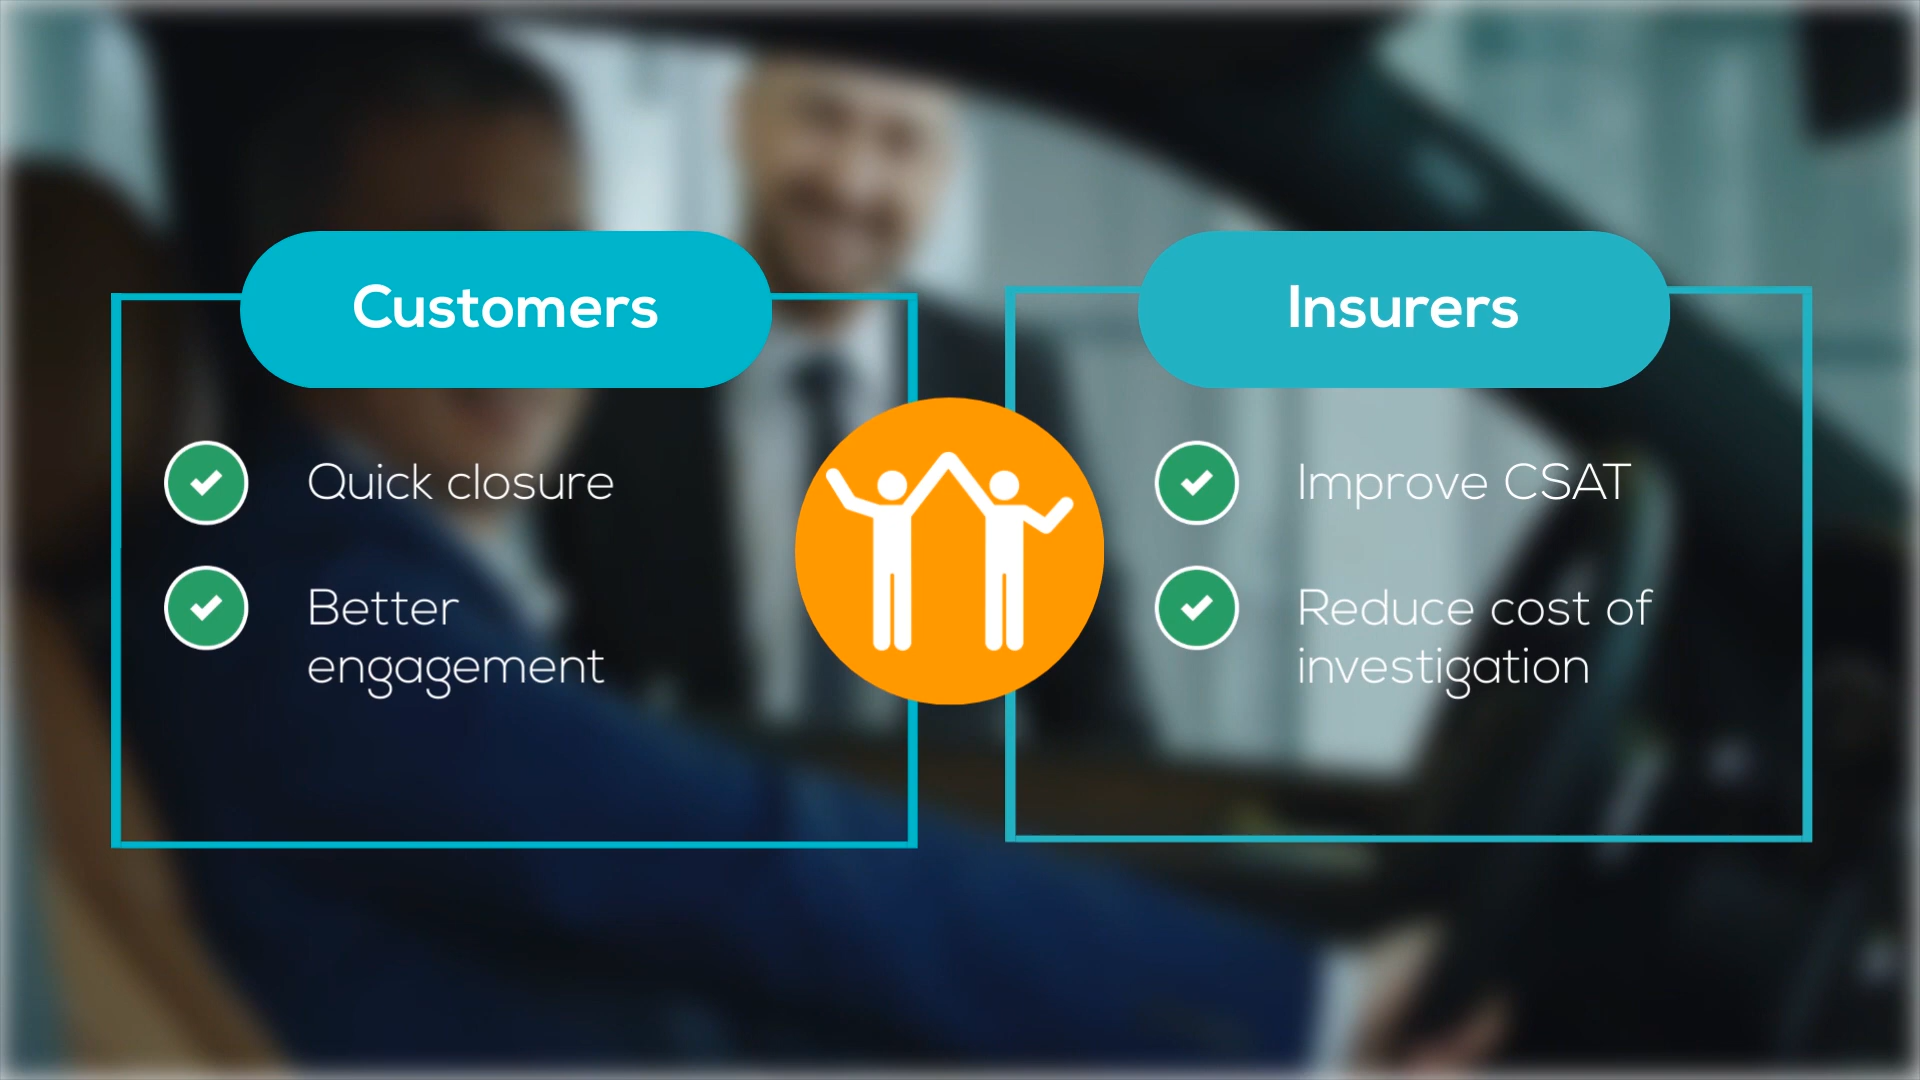 Customers
Quick closure
Better
engagement
Insurers
Improve CSAT
Reduce cost of
investigation